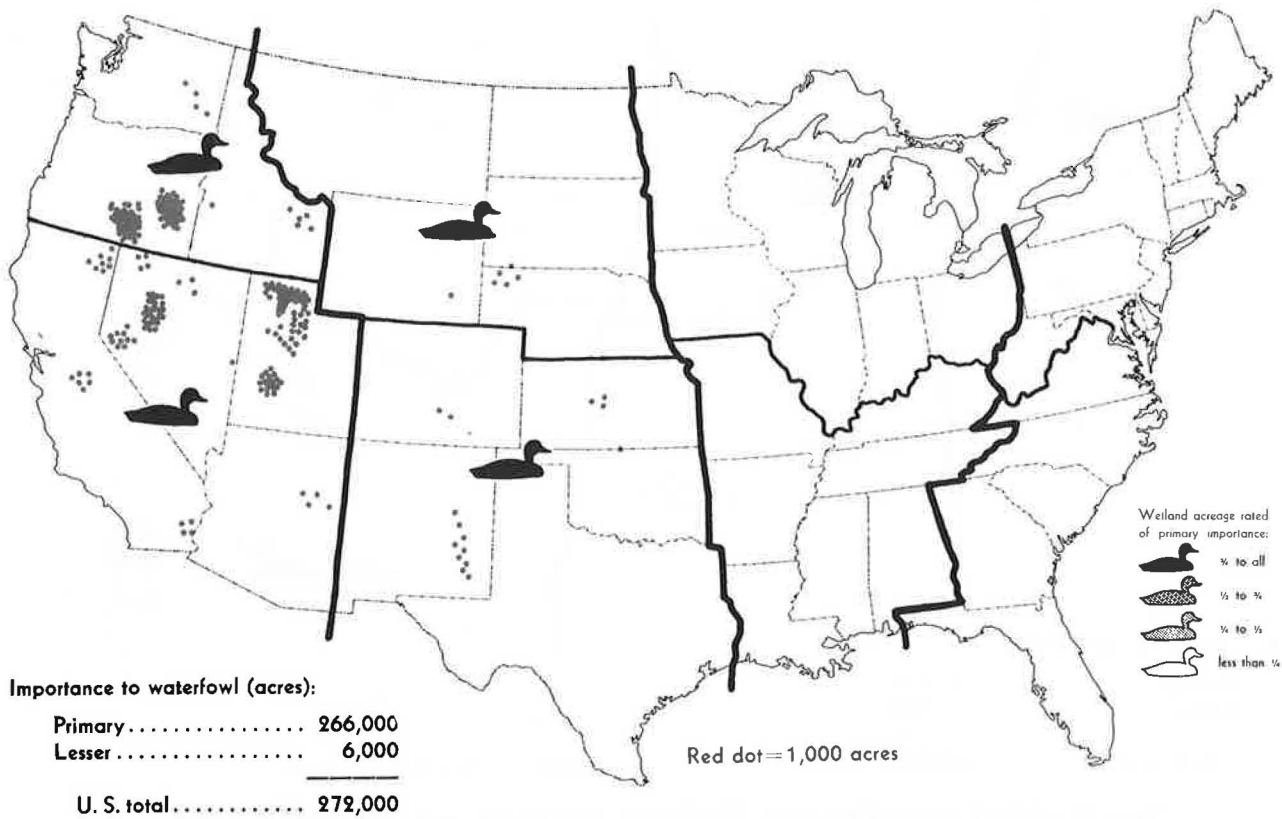 Wetland acreage rated
of primary importance:
¾ to all
½ to ¾
¼ to ½
less than ¼
Importance to waterfowl (acres):
Primary................ 266,000
Lesser ................. 6,000
U. S. total............ 272,000
Red dot=1,000 acres